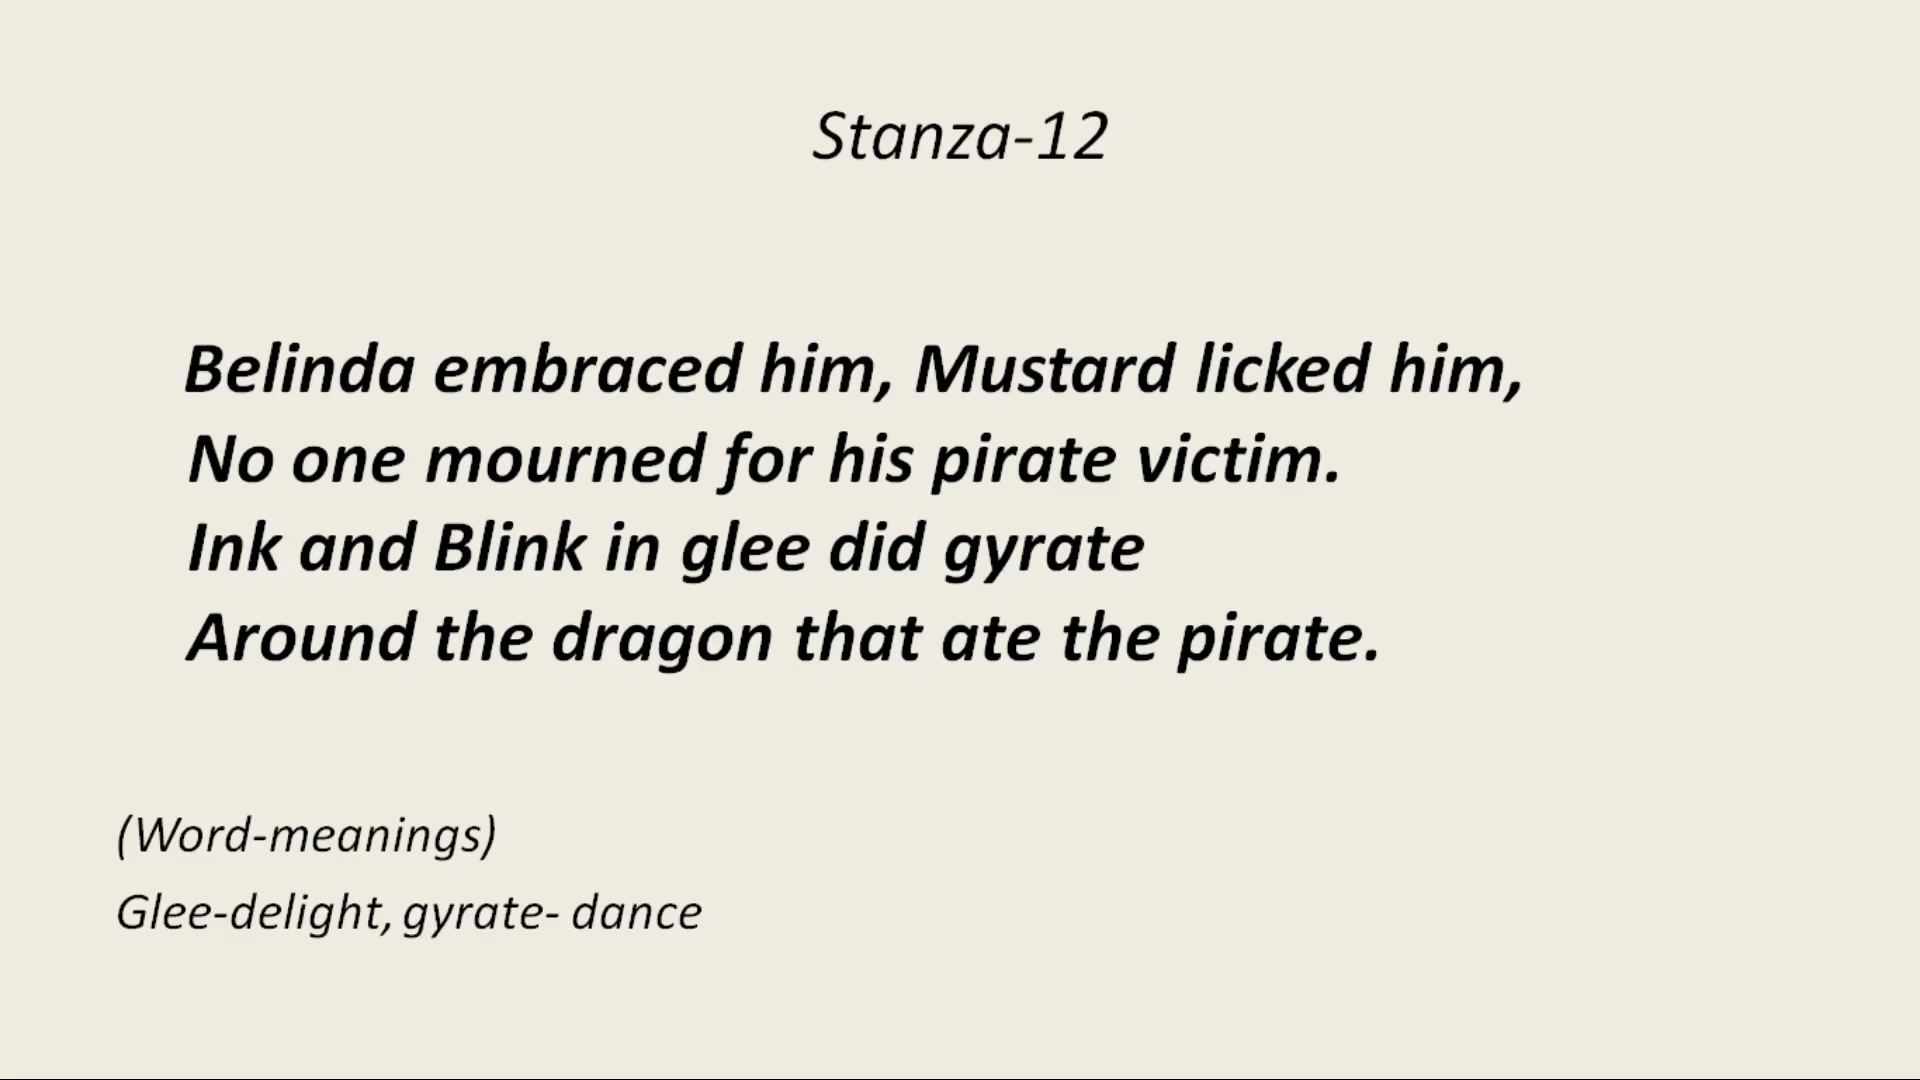 Stanza-12
Belinda embraced him, Mustard licked him,
No one mourned for his pirate victim.
Ink and Blink in glee did gyrate
Around the dragon that ate the pirate.
(Word-meanings)
Glee-delight, gyrate- dance